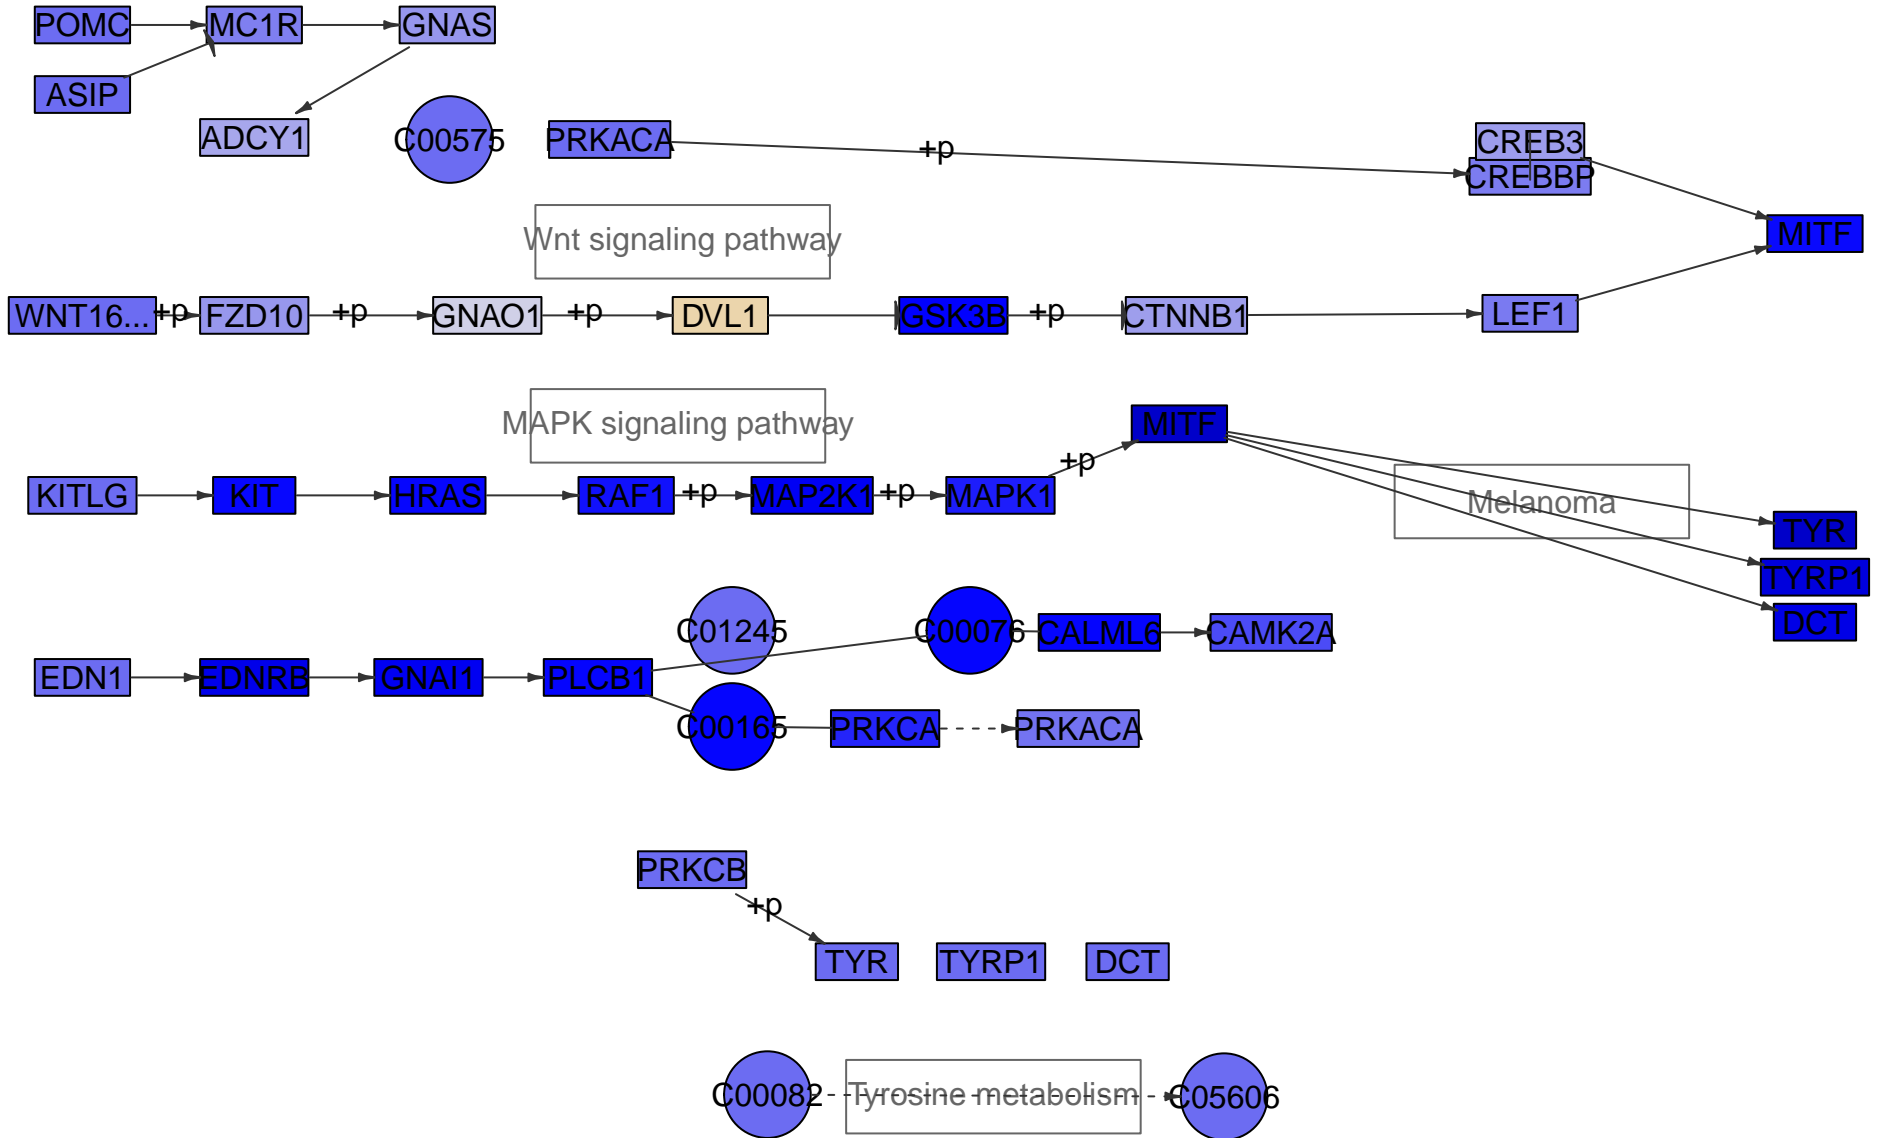 POMC
MC1R
GNAS
ASIP
ADCY1
C00575
PRKACA
+p
CREB3
CREBBP
Wnt signaling pathway
MITF
WNT16...
+p
FZD10
+p
GNAO1
+p
DVL1
GSK3B
+p
CTNNB1
LEF1
MAPK signaling pathway
MITF
+p
KITLG
KIT
HRAS
RAF1
+p
MAP2K1
+p
MAPK1
Melanoma
TYR
TYRP1
DCT
C01245
C00076
CALML6
CAMK2A
EDN1
EDNRB
GNAI1
PLCB1
C00165
PRKCA
PRKACA
PRKCB
+p
TYR
TYRP1
DCT
C00082
Tyrosine metabolism
C05606